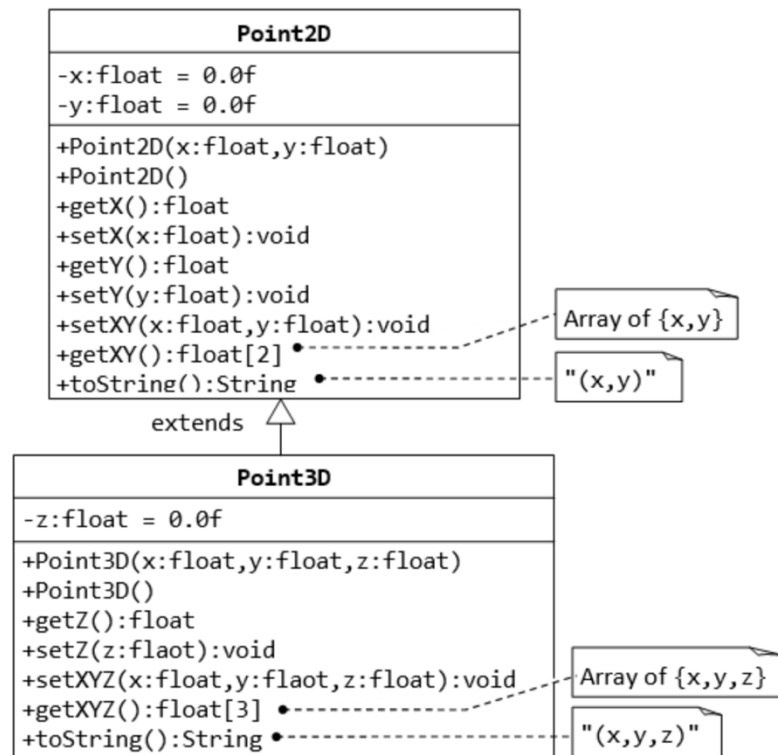 Point2D
-x:float = 0.0f
-y:float = 0.0f
+Point2D(x:float,y:float)
+Point2D()
+getX():float
+setX(x:float):void
+getY():float
+setY(y:float):void
+setXY(x:float,y:float):void
+getXY():float[2]
Array of {x,y}
+toString():String
"(x,y)"
extends
Point3D
-z:float = 0.0f
+Point3D(x:float,y:float,z:float)
+Point3D()
+getZ():float
+setZ(z:flaot):void
+setXYZ(x:float,y:flaot,z:float):void
+getXYZ():float[3]
Array of {x,y,z}
+toString():String
"(x,y,z)"